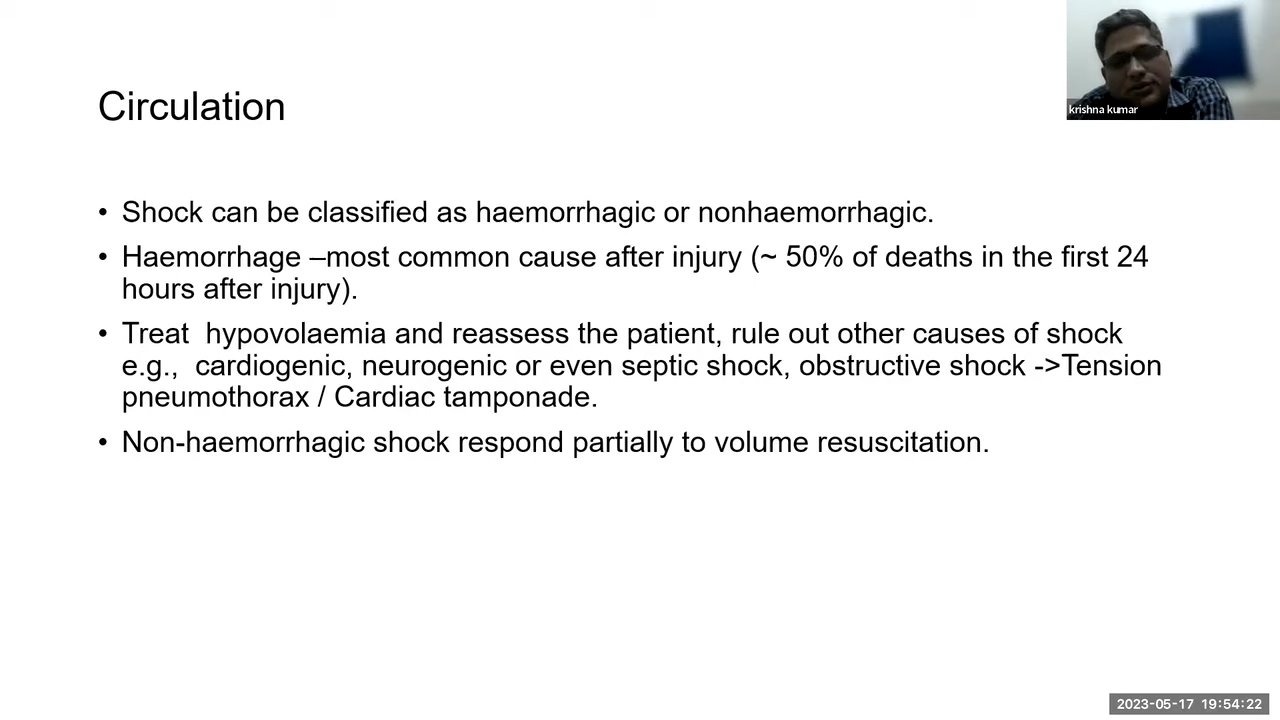 Circulation
krishna kumar
• Shock can be classified as haemorrhagic or nonhaemorrhagic.
• Haemorrhage –most common cause after injury (~ 50% of deaths in the first 24
hours after injury).
• Treat  hypovolaemia and reassess the patient, rule out other causes of shock
e.g.,  cardiogenic, neurogenic or even septic shock, obstructive shock ->Tension
pneumothorax / Cardiac tamponade.
• Non-haemorrhagic shock respond partially to volume resuscitation.
2023-05-17 19:54:22